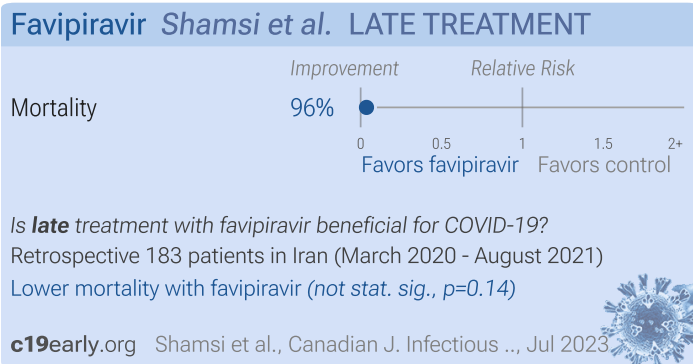 Favipiravir Shamsi et al. LATE TREATMENT
Improvement Relative Risk
Mortality 96%
0 0.5 1 1.5 2+
Favors favipiravir Favors control
Is late treatment with favipiravir beneficial for COVID-19?
Retrospective 183 patients in Iran (March 2020 - August 2021)
Lower mortality with favipiravir (not stat. sig., p=0.14)
c19early.org Shamsi et al., Canadian J. Infectious .., Jul 2023